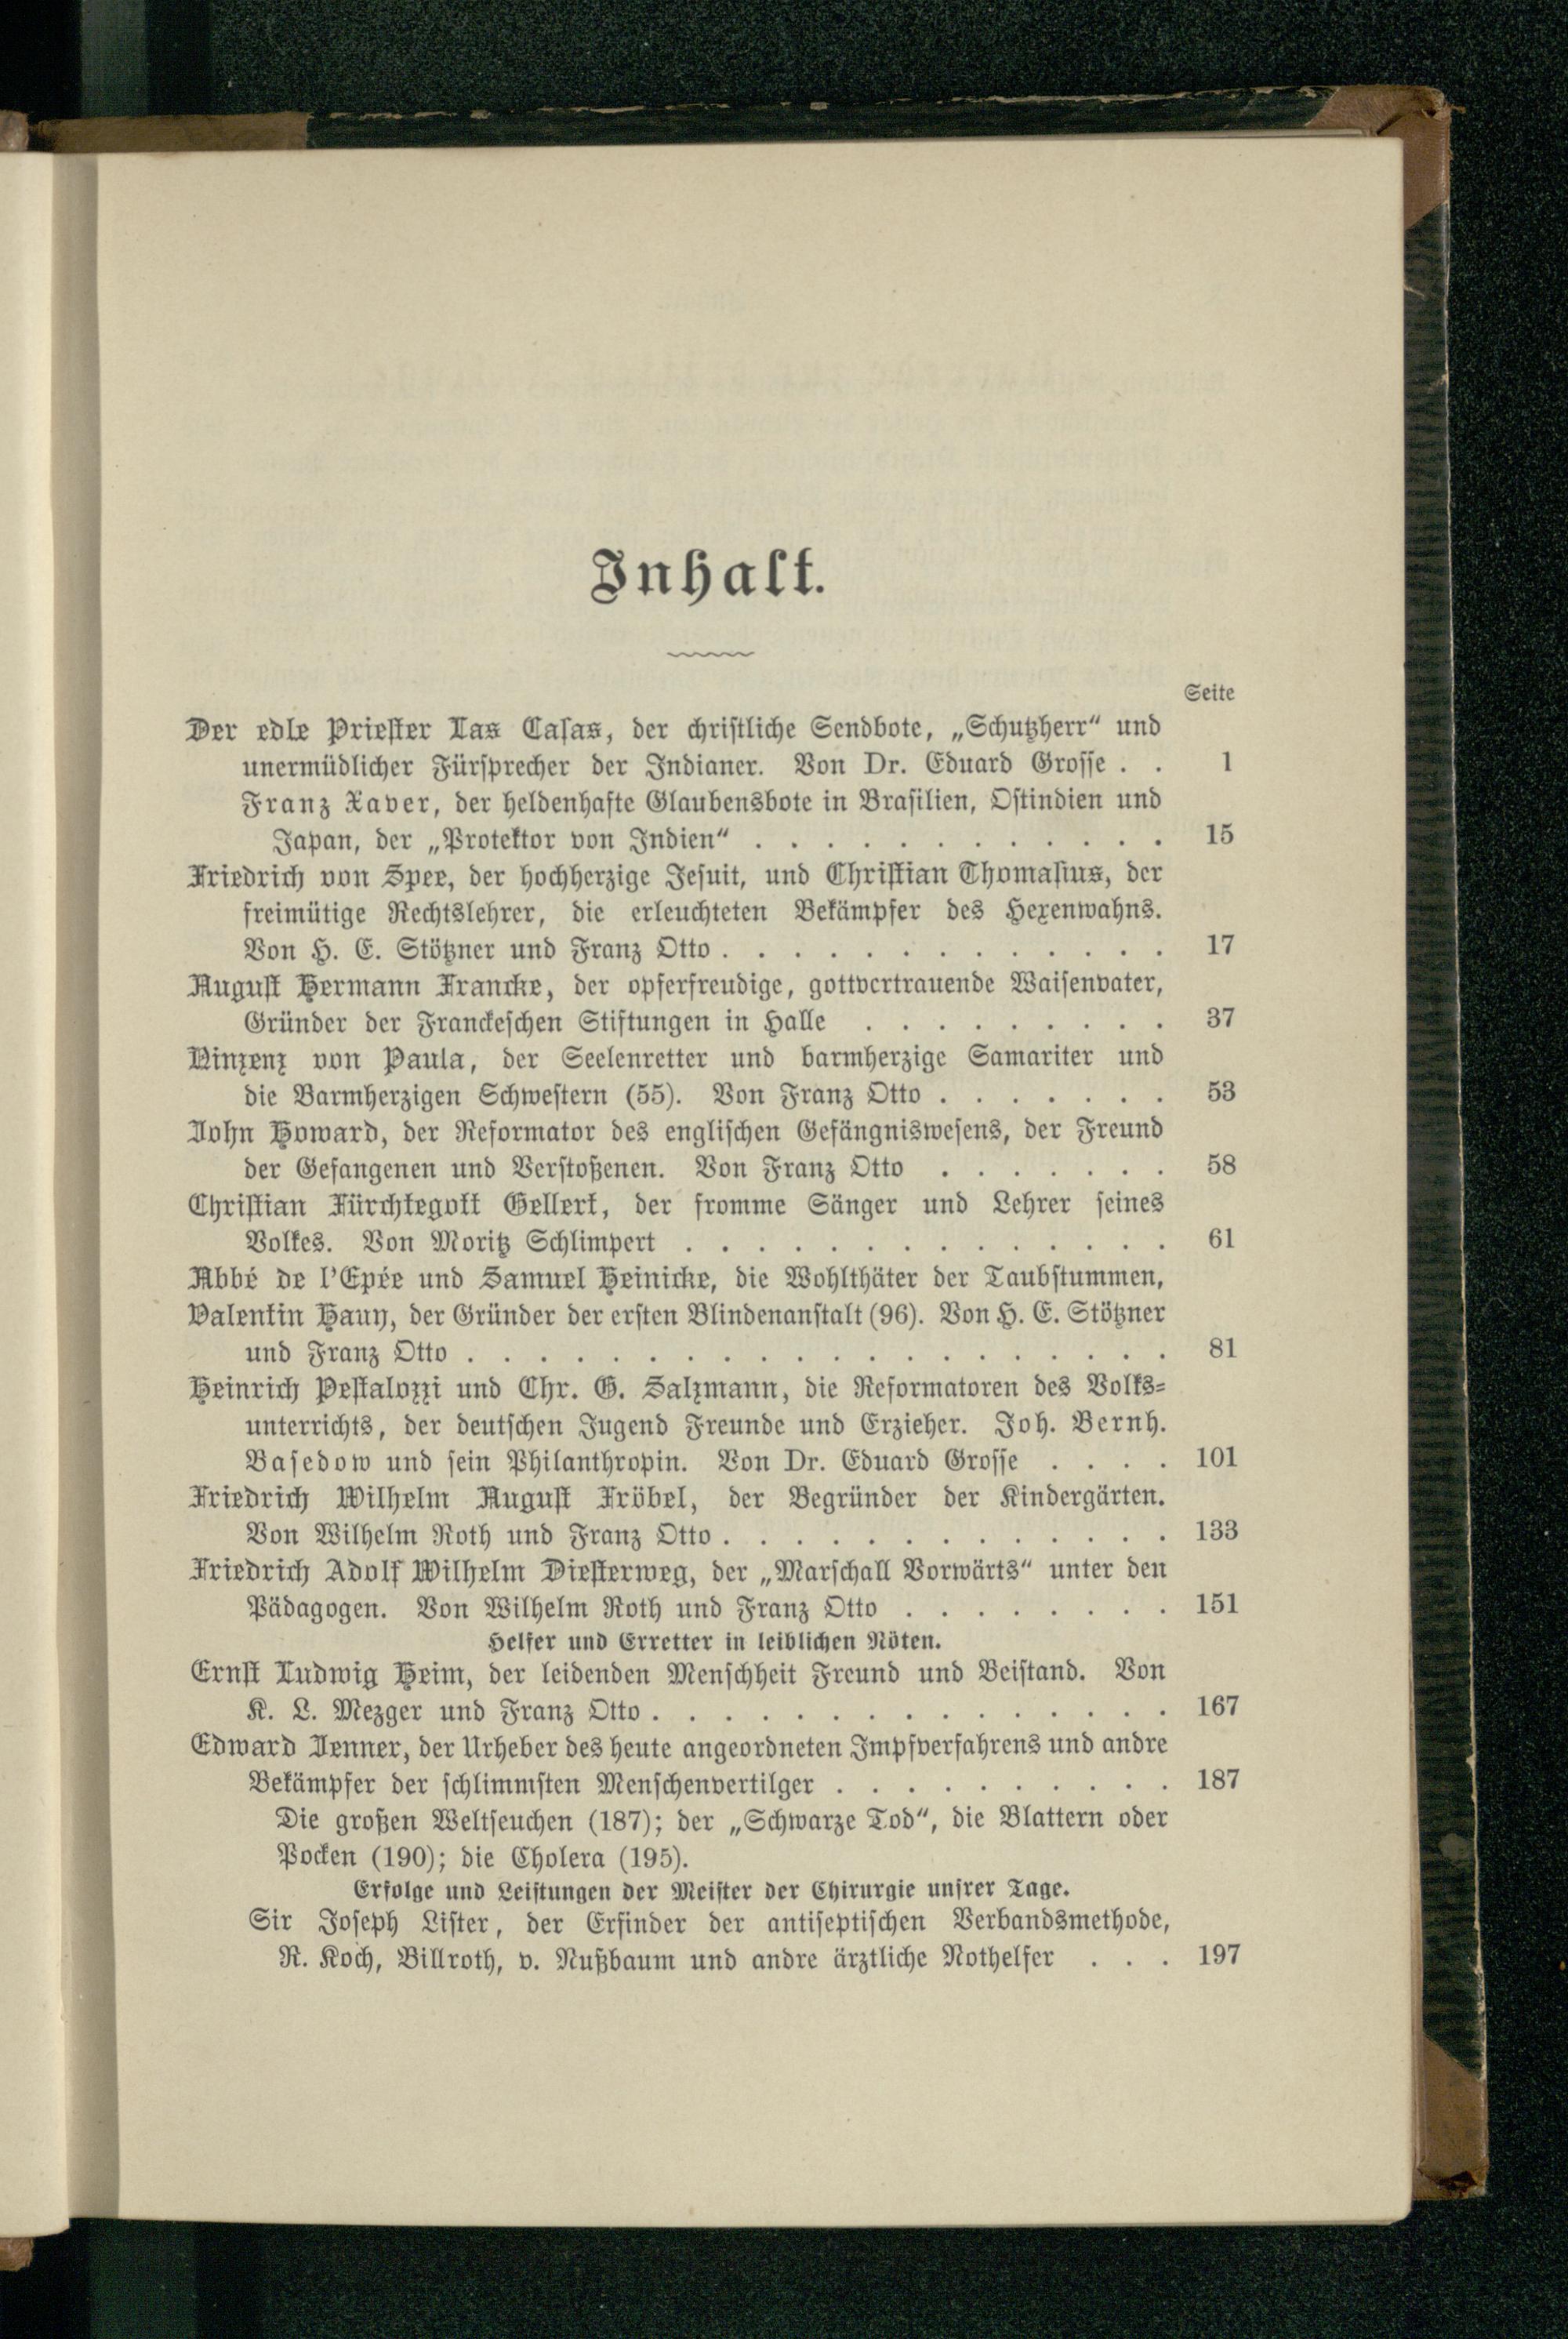 Inhalt.
Seite
Der edle Priester Las Casas, der christliche Sendbote, „Schutzherr“ und
unermüdlicher Fürsprecher der Indianer. Von Dr. Eduard Grosse . . 1
Franz Xaver, der heldenhafte Glaubensbote in Brasilien, Ostindien und
Japan, der „Protektor von Indien“ . . . . . . . . . . . . 15
Friedrich von Spee, der hochherzige Jesuit, und Christian Thomasius, der
freimütige Rechtslehrer, die erleuchteten Bekämpfer des Hexenwahns.
Von H. E. Stötzner und Franz Otto . . . . . . . . . . . . . 17
August Hermann Francke, der opferfreudige, gottvertrauende Waisenvater,
Gründer der Franckeschen Stiftungen in Halle . . . . . . . . . 37
Vinzenz von Paula, der Seelenretter und barmherzige Samariter und
die Barmherzigen Schwestern (55). Von Franz Otto . . . . . . . 53
John Howard, der Reformator des englischen Gefängniswesens, der Freund
der Gefangenen und Verstoßenen. Von Franz Otto . . . . . . . 58
Christian Fürchtegott Gellert, der fromme Sänger und Lehrer seines
Volkes. Von Moritz Schlimpert . . . . . . . . . . . . . . 61
Abbé de l'Epée und Samuel Heinicke, die Wohlthäter der Taubstummen,
Valentin Hauy, der Gründer der ersten Blindenanstalt (96). Von H. E. Stötzner
und Franz Otto . . . . . . . . . . . . . . . . . . . . 81
Heinrich Pestalozzi und Chr. G. Salzmann, die Reformatoren des Volks-
unterrichts, der deutschen Jugend Freunde und Erzieher. Joh. Bernh.
Basedow und sein Philanthropin. Von Dr. Eduard Grosse . . . . 101
Friedrich Wilhelm August Fröbel, der Begründer der Kindergärten.
Von Wilhelm Roth und Franz Otto . . . . . . . . . . . . . 133
Friedrich Adolf Wilhelm Diesterweg, der „Marschall Vorwärts“ unter den
Pädagogen. Von Wilhelm Roth und Franz Otto . . . . . . . . 151
Helfer und Erretter in leiblichen Nöten.
Ernst Ludwig Heim, der leidenden Menschheit Freund und Beistand. Von
K. L. Mezger und Franz Otto . . . . . . . . . . . . . . . 167
Edward Jenner, der Urheber des heute angeordneten Impfverfahrens und andre
Bekämpfer der schlimmsten Menschenvertilger . . . . . . . . . . 187
Die großen Weltseuchen (187); der „Schwarze Tod“, die Blattern oder
Pocken (190); die Cholera (195).
Erfolge und Leistungen der Meister der Chirurgie unsrer Tage.
Sir Joseph Lister, der Erfinder der antiseptischen Verbandsmethode,
R. Koch, Billroth, v. Nußbaum und andre ärztliche Nothelfer . . . 197